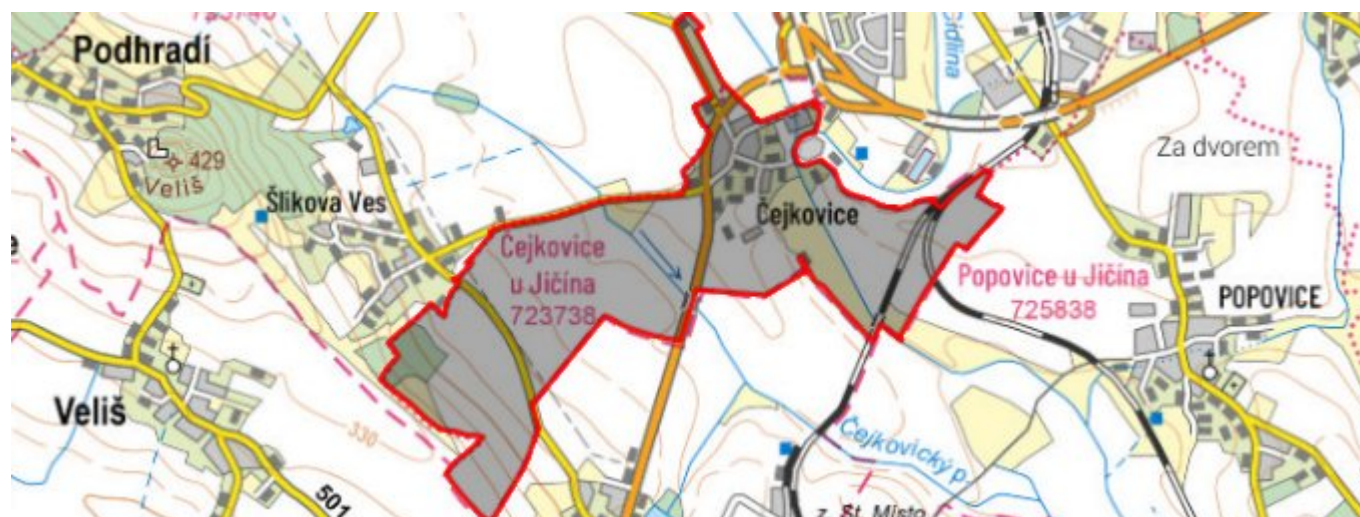 Podhradí
429
Veliš
Šlikova Ves
Čejkovice
u Jičína
723738
Čejkovice
Popovice u Jičína
725838
Za dvorem
POPOVICE
Veliš
330
501
Čejkovický p.
z. St. Místo